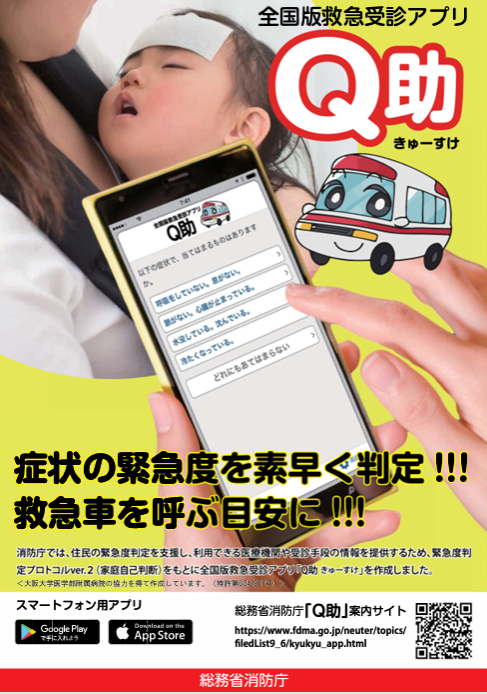 全国版救急受診アプリ
Q助
きゅーすけ
7:41
全国版救急受診アプリ
Q助
以下の症状で、当てはまるものはあります
か。
呼吸をしていない。息がない。
脈がない。心臓が止まっている。
水没している。沈んでいる。
冷たくなっている。
どれにもあてはまらない
症状の緊急度を素早く判定!!!
救急車を呼ぶ目安に!!!
消防庁では、住民の緊急度判定を支援し、利用できる医療機関や受診手段の情報を提供するため、緊急度判
定プロトコルver.2（家庭自己判断）をもとに全国版救急受診アプリ「Q助 きゅーすけ」を作成しました。
＜大阪大学医学部附属病院の協力を得て作成しています。
スマートフォン用アプリ
Google Play
で手に入れよう
Download on the
App Store
総務省消防庁「Q助」案内サイト
https://www.fdma.go.jp/neuter/topics/
filedList9_6/kyukyu_app.html
総務省消防庁